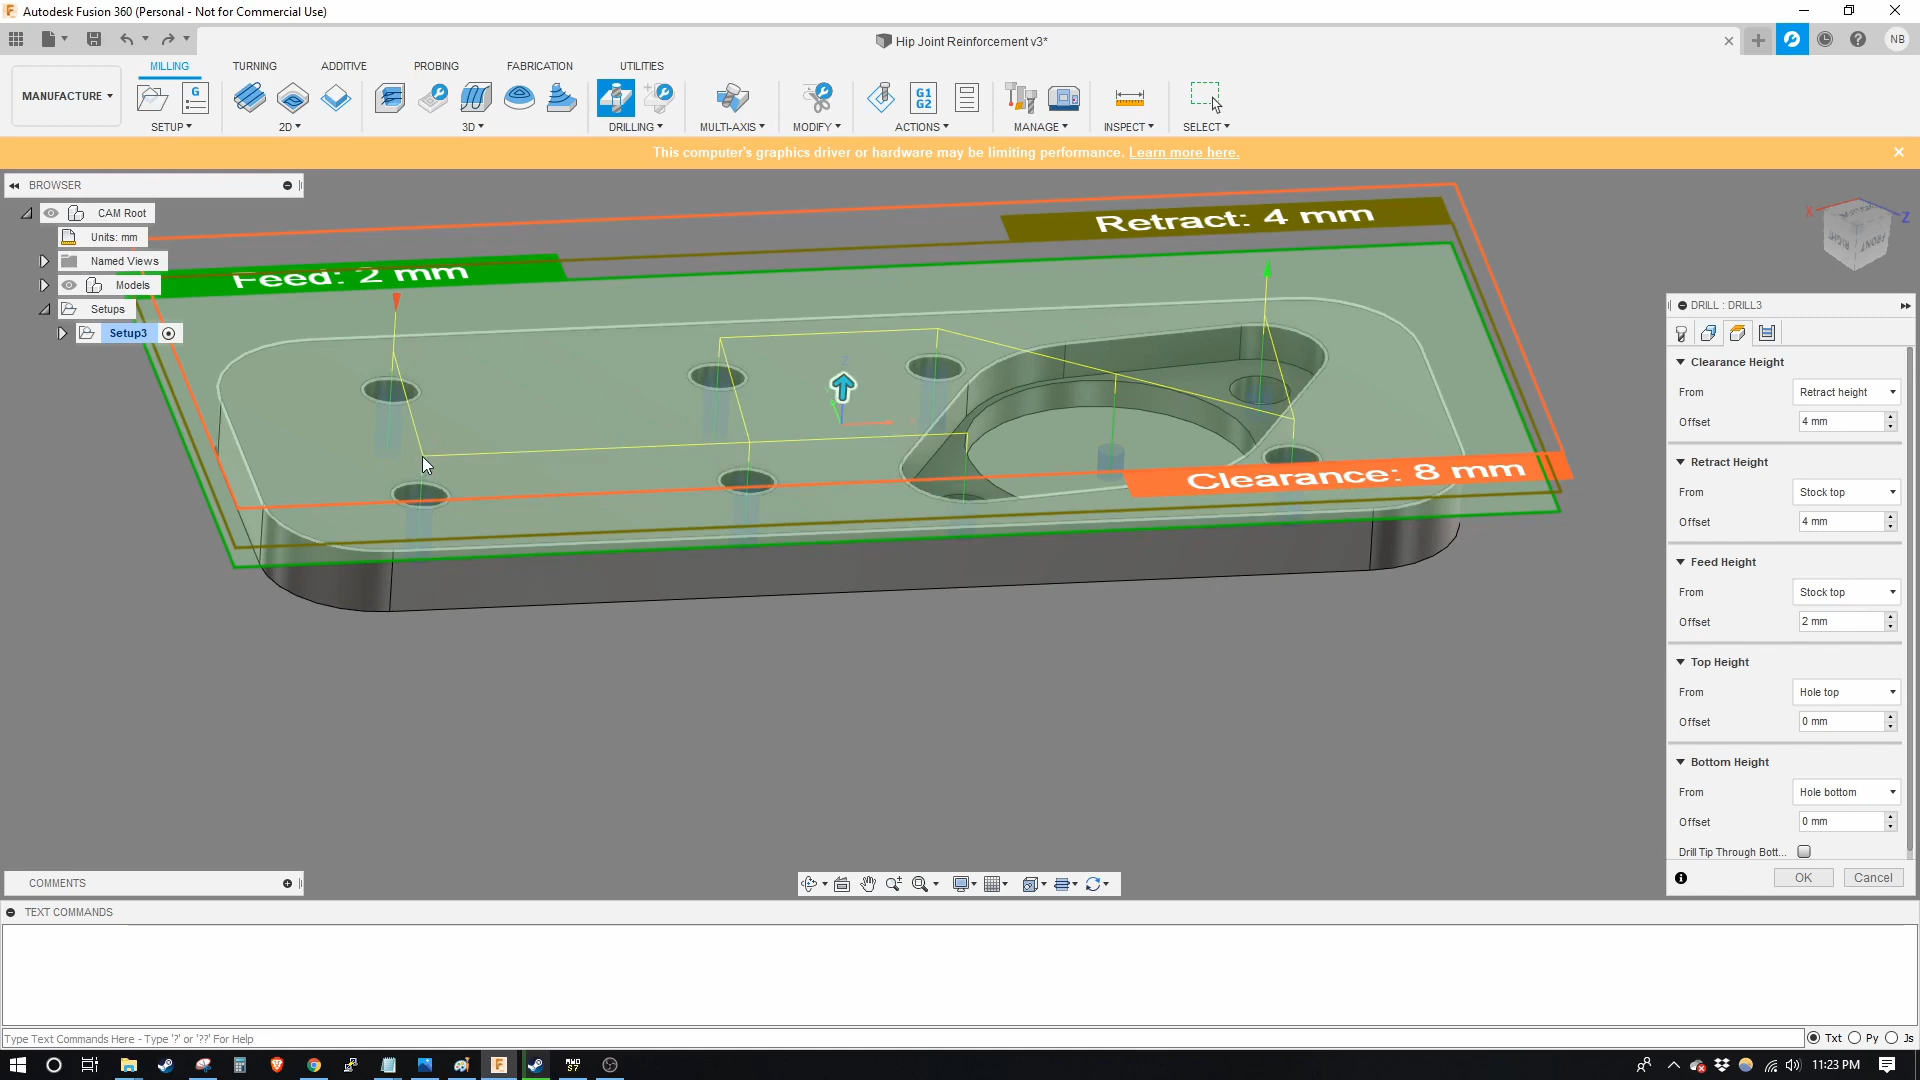 Autodesk Fusion 360 (Personal - Not for Commercial Use)
Hip Joint Reinforcement v3*
NB
MILLING
TURNING
ADDITIVE
PROBING
FABRICATION
UTILITIES
MANUFACTURE
G
G1
G2
SETUP
2D
3D
DRILLING
MULTI-AXIS
MODIFY
ACTIONS
MANAGE
INSPECT
SELECT
This computer's graphics driver or hardware may be limiting performance. Learn more here.
BROWSER
CAM Root
Units: mm
Named Views
Models
Setups
Setup3
Retract: 4 mm
Feed: 2 mm
Clearance: 8 mm
Z
X
Z
RIGHT
FRONT
DRILL : DRILL3
Clearance Height
From
Retract height
Offset
4 mm
Retract Height
From
Stock top
Offset
4 mm
Feed Height
From
Stock top
Offset
2 mm
Top Height
From
Hole top
Offset
0 mm
Bottom Height
From
Hole bottom
Offset
0 mm
Drill Tip Through Bott...
OK
Cancel
COMMENTS
TEXT COMMANDS
Type Text Commands Here - Type '?' or '??' For Help
Txt
Py
Js
11:23 PM